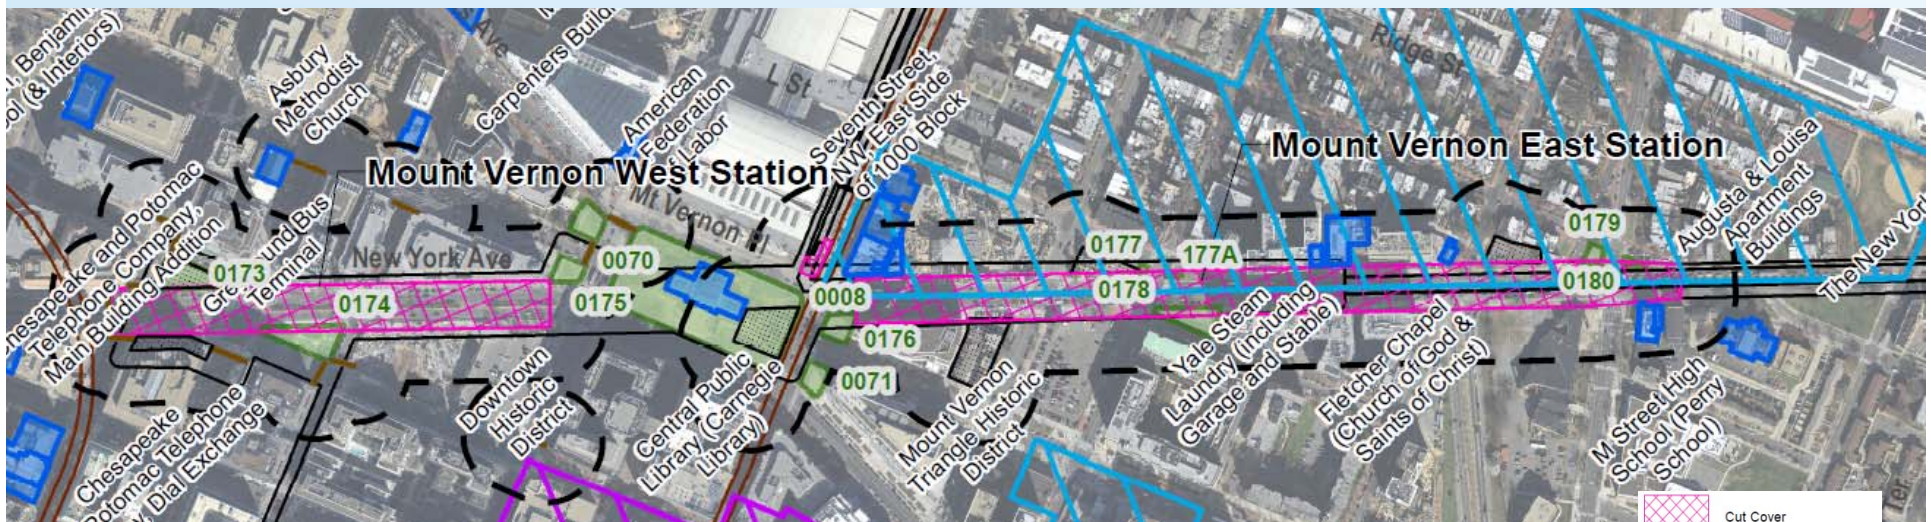 l, Benjamin
ool (& Interiors)
Asbury
Methodist
Church
Ave
Carpenters Build
American
Federation
of Labor
L St
Seventh Street,
NW, East Side
of 1000 Block
Ridge St
Mount Vernon West Station
Mount Vernon East Station
Mt Vernon Pl
New York Ave
Chesapeake and Potomac
Telephone Company,
Main Building Addition
Greyhound Bus
Terminal
0173
0174
0070
0175
0008
0176
0071
0177
177A
0178
0179
0180
Augusta & Louisa
Apartment
Buildings
The New Yo
Chesapeake
Potomac Telephone
, Dial Exchange
Downtown
Historic
District
Central Public
Library (Carnegie
Library)
Mount Vernon
Triangle Historic
District
Yale Steam
Laundry (including
Garage and Stable)
Fletcher Chapel
(Church of God &
Saints of Christ)
M Street High
School (Perry
School)
Ter
Cut Cover